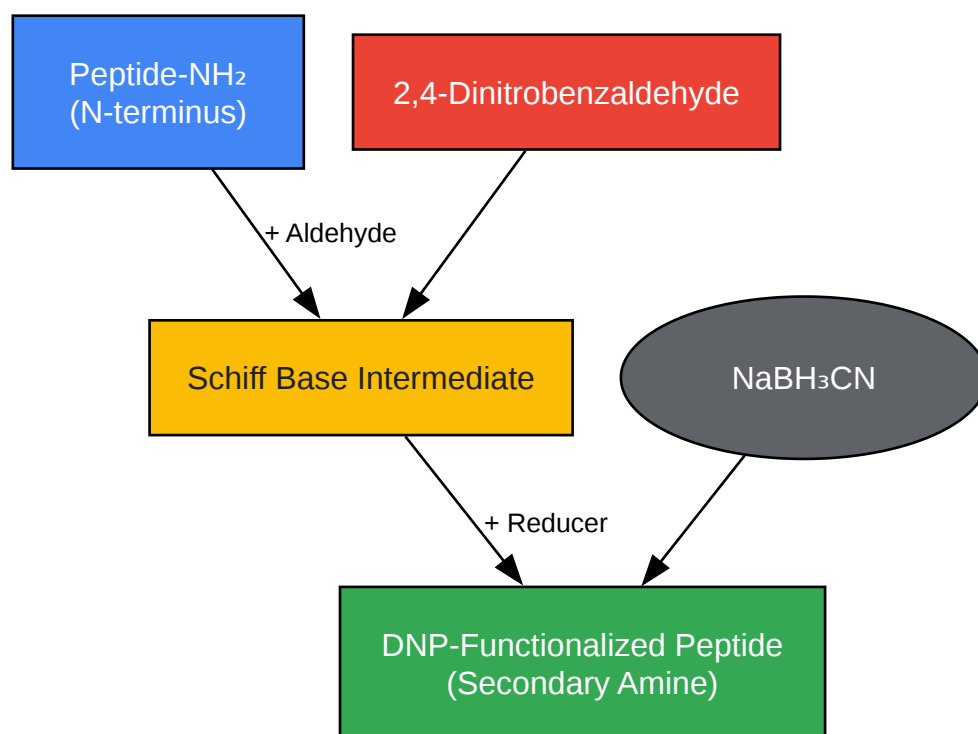 Peptide-NH₂
(N-terminus)
2,4-Dinitrobenzaldehyde
+ Aldehyde
Schiff Base Intermediate
NaBH₃CN
+ Reducer
DNP-Functionalized Peptide
(Secondary Amine)